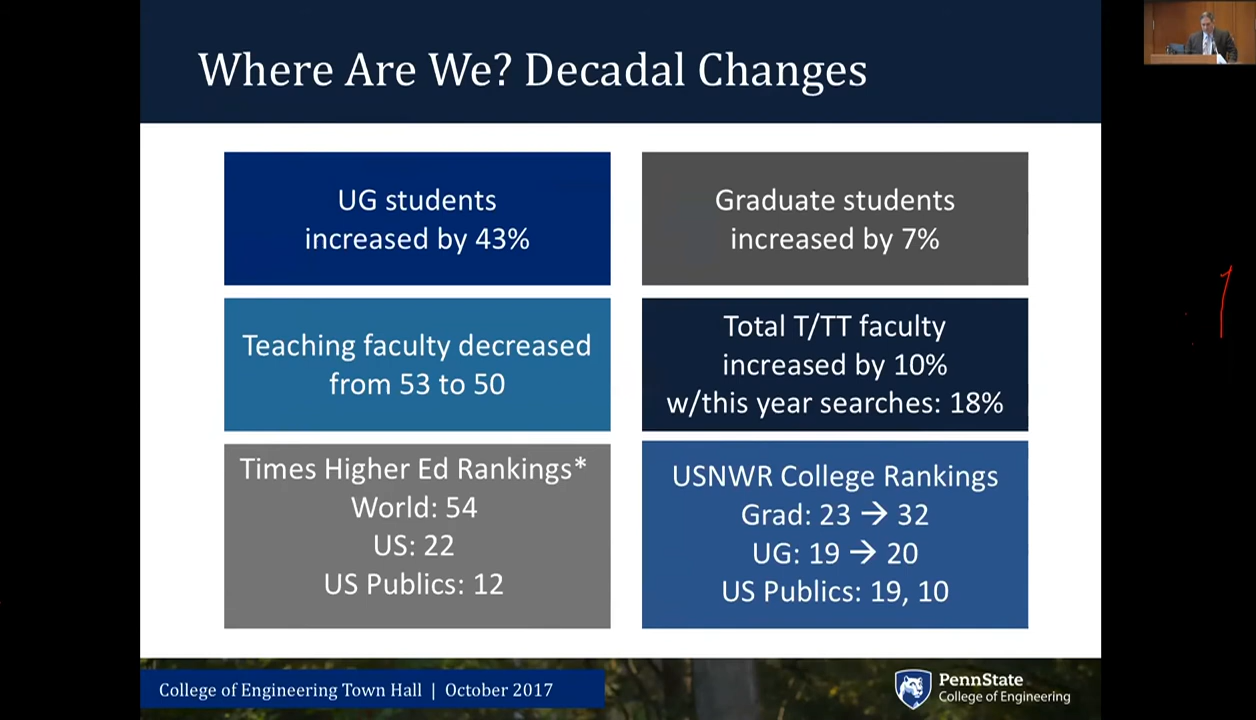 Where Are We? Decadal Changes
UG students
increased by 43%
Graduate students
increased by 7%
Teaching faculty decreased
from 53 to 50
Total T/TT faculty
increased by 10%
w/this year searches: 18%
Times Higher Ed Rankings*
World: 54
US: 22
US Publics: 12
USNWR College Rankings
Grad: 23 → 32
UG: 19 → 20
US Publics: 19, 10
College of Engineering Town Hall | October 2017
PennState
College of Engineering